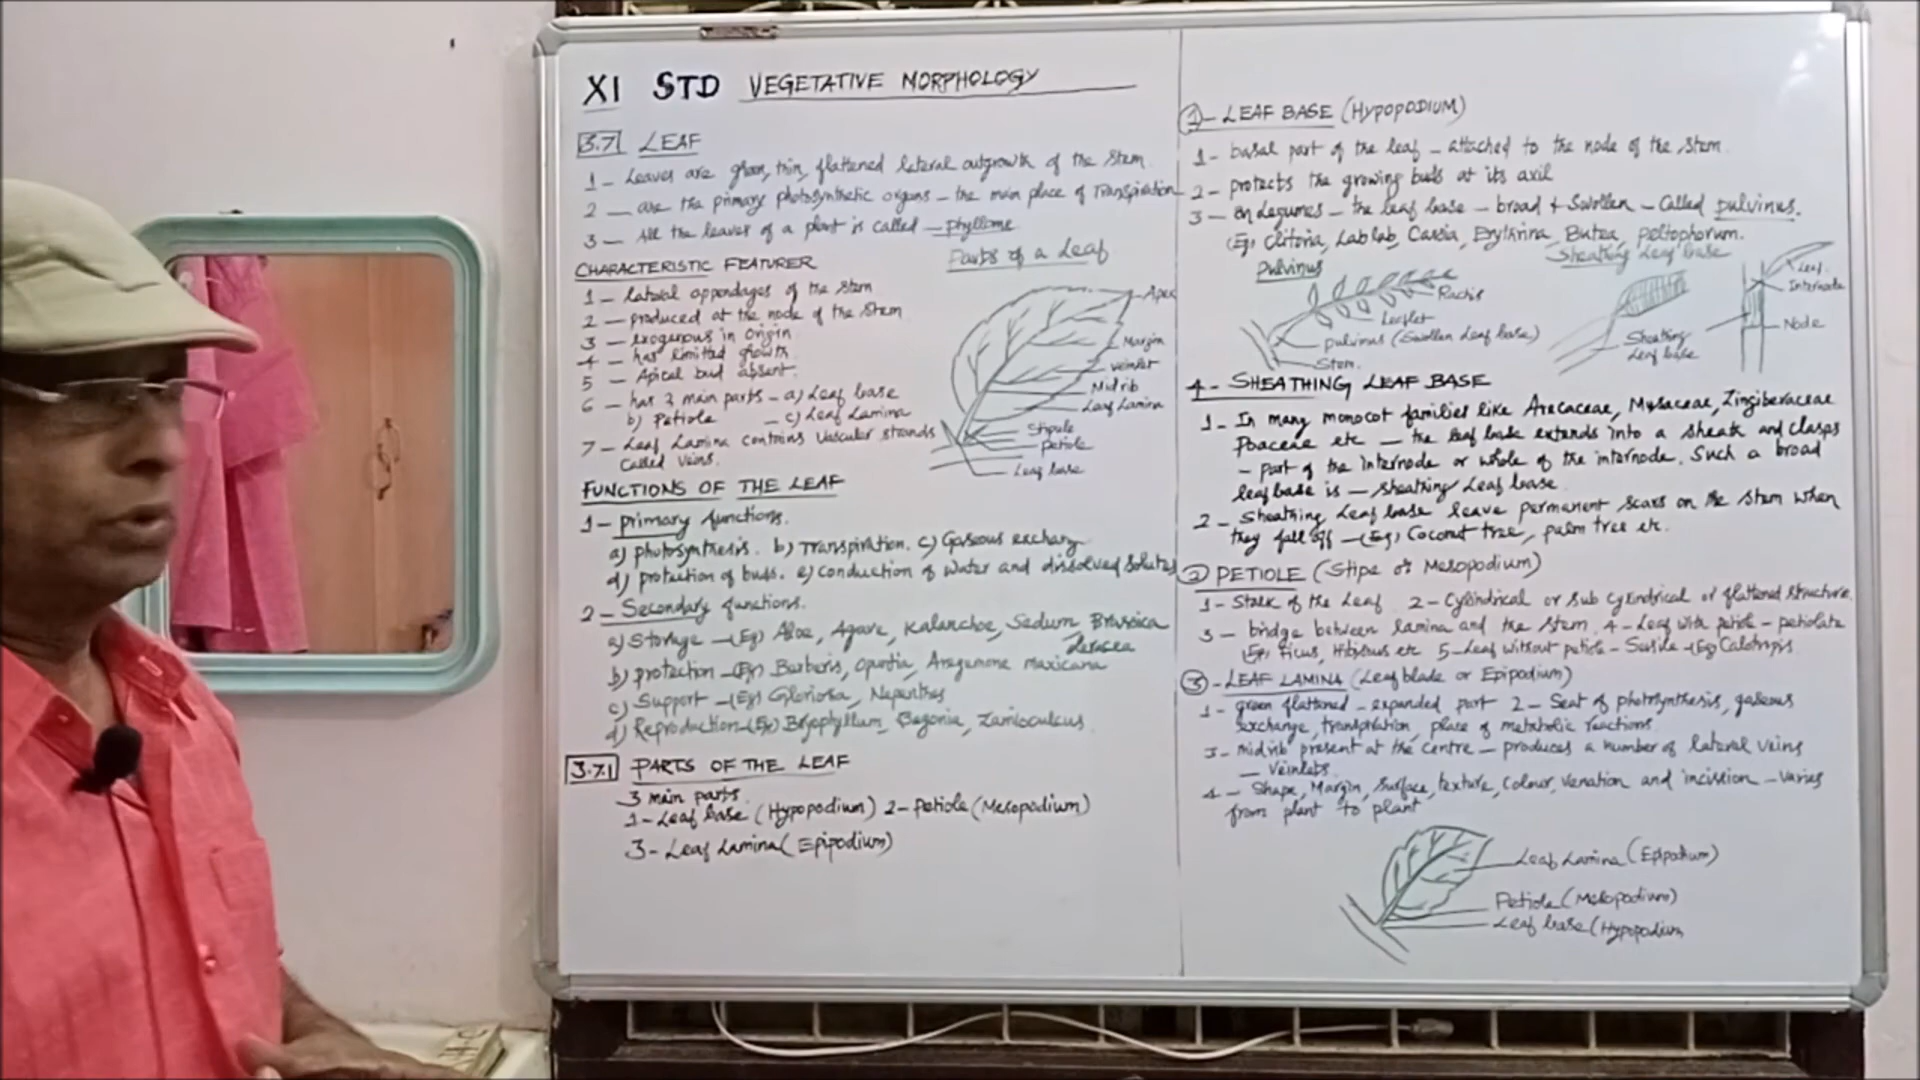 XI STD VEGETATIVE MORPHOLOGY
3.7 LEAF
1 - Leaves are green, thin, flattened lateral outgrowth of the stem.
2 - are the primary photosynthetic organs - the main place of Transpiration
3 - All the leaves of a plant is called - phyllome
CHARACTERISTIC FEATURER
1 - lateral appendages of the stem
2 - produced at the node of the stem
3 - exogenous in origin
4 - has limited growth
5 - Apical bud absent.
6 - has 3 main parts - a) Leaf base
b) Petiole - c) Leaf Lamina
7 - Leaf Lamina contains vascular strands
called veins.
Parts of a Leaf
Apex
Margin
veinlet
Midrib
Leaf Lamina
Stipule
petiole
Leaf base
FUNCTIONS OF THE LEAF
1 - primary functions.
a) photosynthesis. b) Transpiration. c) Gaseous exchang
d) protection of buds. e) conduction of water and dissolved solutes
2 - Secondary functions.
a) Storage - (Eg) Aloe, Agave, Kalanchoe, Sedum Brassica
b) protection - (Eg) Berberis, opuntia, Aregemone maxicana
c) Support - (Eg) Gloriosa, Nepenthes
d) Reproduction - (Eg) Bryophyllum, Begonia, Zamioculcus.
3.7.1 PARTS OF THE LEAF
3 main parts.
1 - Leaf base (Hypopodium) 2 - Petiole (Mesopodium)
3 - Leaf Lamina (Epipodium)
1 - LEAF BASE (HYPOPODIUM)
1 - basal part of the leaf - attached to the node of the stem.
2 - protects the growing buds at its axil
3 - In Legumes - the leaf base - broad & Swollen - Called pulvinus.
(Eg) Clitoria, Lab lab, Cassia, Erythrina, Butea, peltophorum.
Pulvinus
Rachis
Leaflet
pulvinus (Swollen Leaf base)
Stem.
Sheathing Leaf base
Leaf.
Internode
Node
Sheathing
Leaf base
4 - SHEATHING LEAF BASE
1 - In many monocot families like Arecaceae, Musaceae, Zingiberaceae
Poaceae etc - the leaf base extends into a sheath and clasps
- part of the internode or whole of the internode. Such a broad
leaf base is - sheathing Leaf base.
2 - Sheathing Leaf base leave permanent scars on the stem when
they fall off - (Eg) Coconut tree, palm tree etc.
2 PETIOLE (Stipe or Mesopodium)
1 - Stalk of the Leaf 2 - Cylindrical or sub cylindrical or flattened structure.
3 - bridge between lamina and the stem. 4 - Leaf with petiole - petiolate
(Eg) Ficus, Hibiscus etc 5 - Leaf without petiole - Sessile (Eg) Calotropis
3 - LEAF LAMINA (Leaf blade or Epipodium)
1 - green flattened - expanded part 2 - Seat of photosynthesis, gaseous
exchange, transpiration, place of metabolic reactions.
3 - midrib present at the centre - produces a number of lateral veins
- veinlets.
4 - Shape, Margin, surface, texture, colour, venation and incission - varies
from plant to plant
Leaf Lamina (Epipodium)
Petiole (Mesopodium)
Leaf base (Hypopodium